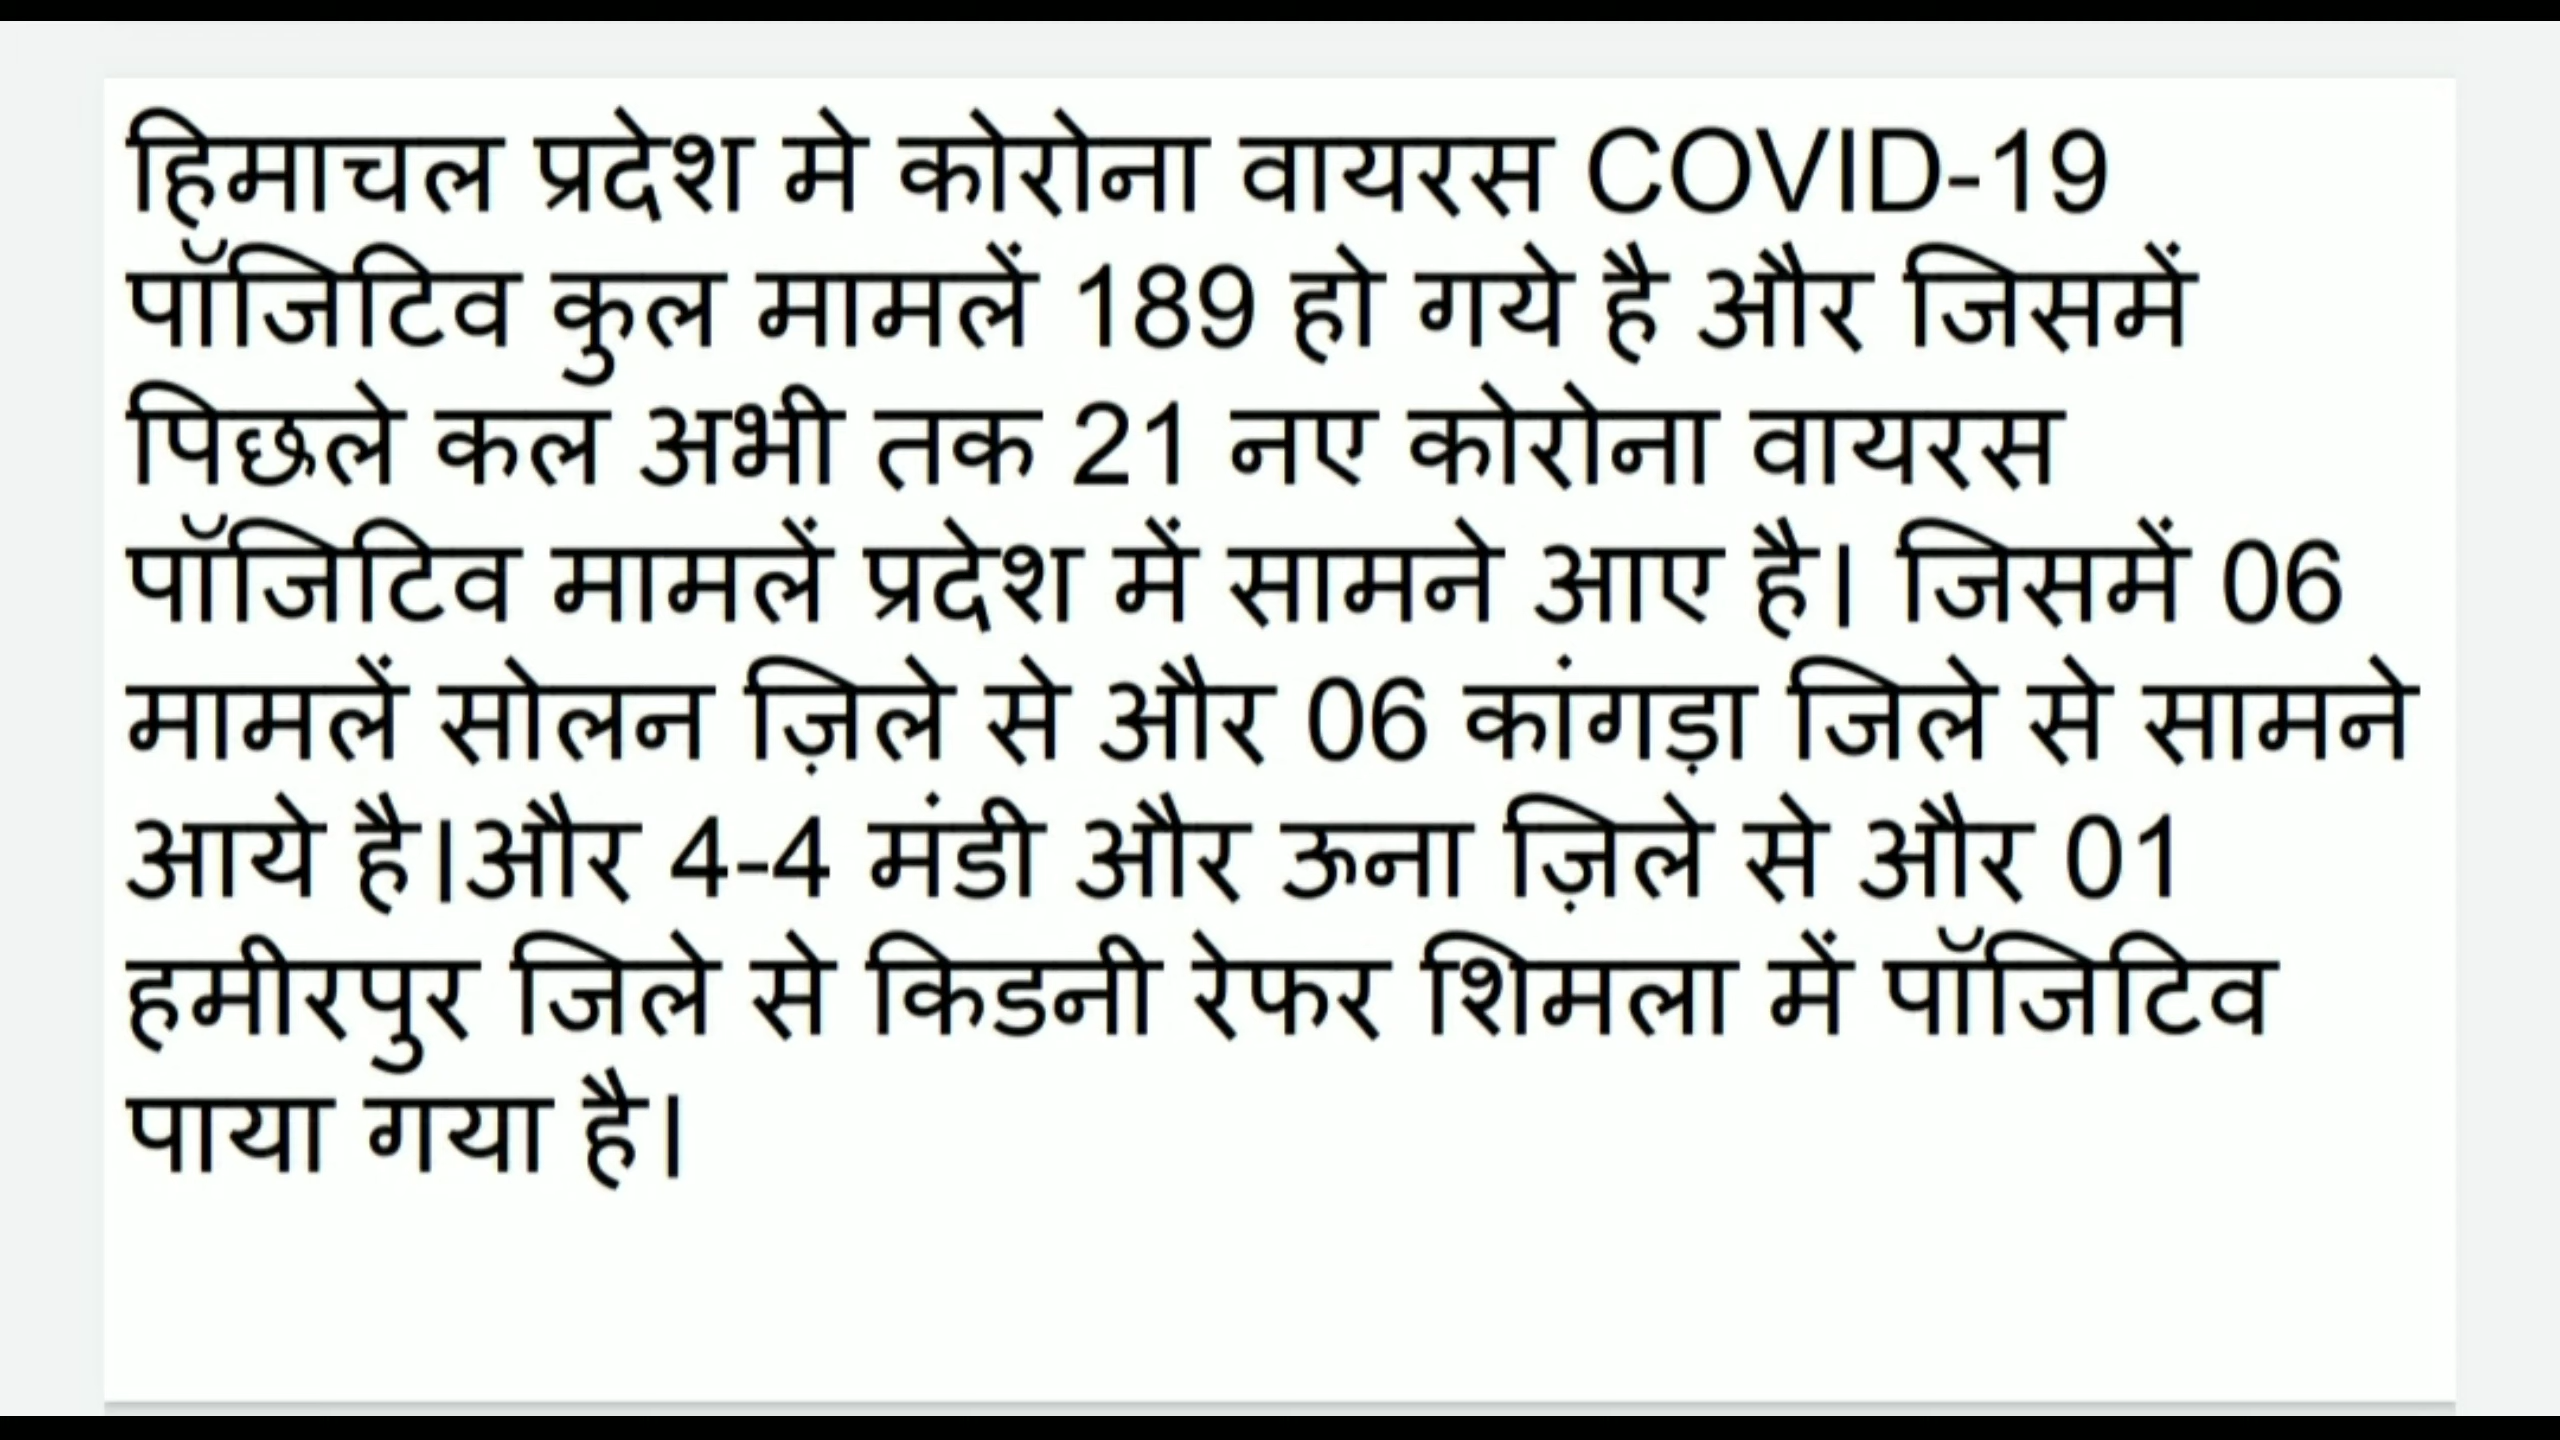 हिमाचल प्रदेश मे कोरोना वायरस COVID-19
पॉजिटिव कुल मामलें 189 हो गये है और जिसमें
पिछले कल अभी तक 21 नए कोरोना वायरस
पॉजिटिव मामलें प्रदेश में सामने आए है। जिसमें 06
मामलें सोलन ज़िले से और 06 कांगड़ा जिले से सामने
आये है।और 4-4 मंडी और ऊना ज़िले से और 01
हमीरपुर जिले से किडनी रेफर शिमला में पॉजिटिव
पाया गया है।